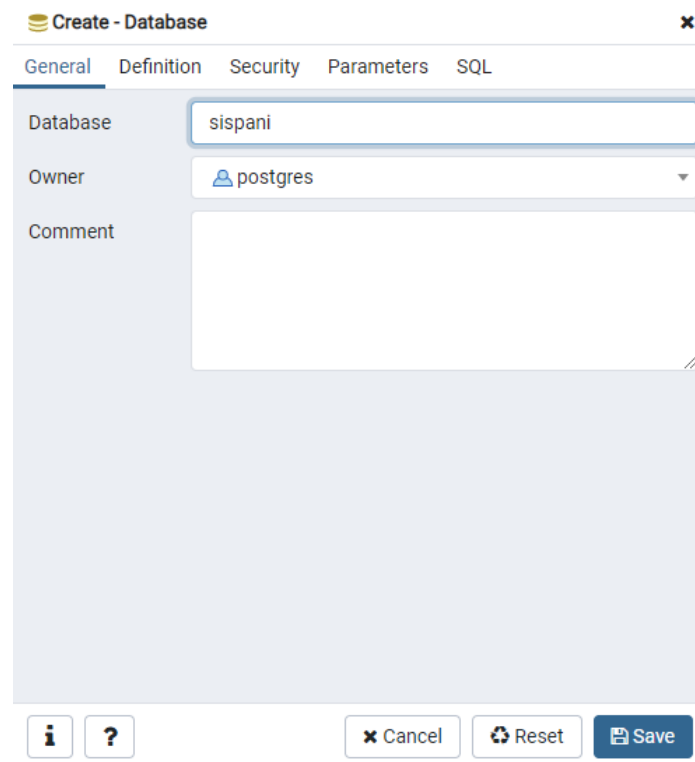 Create - Database
General Definition Security Parameters SQL
Database sispani
Owner postgres
Comment
i ? Cancel Reset Save